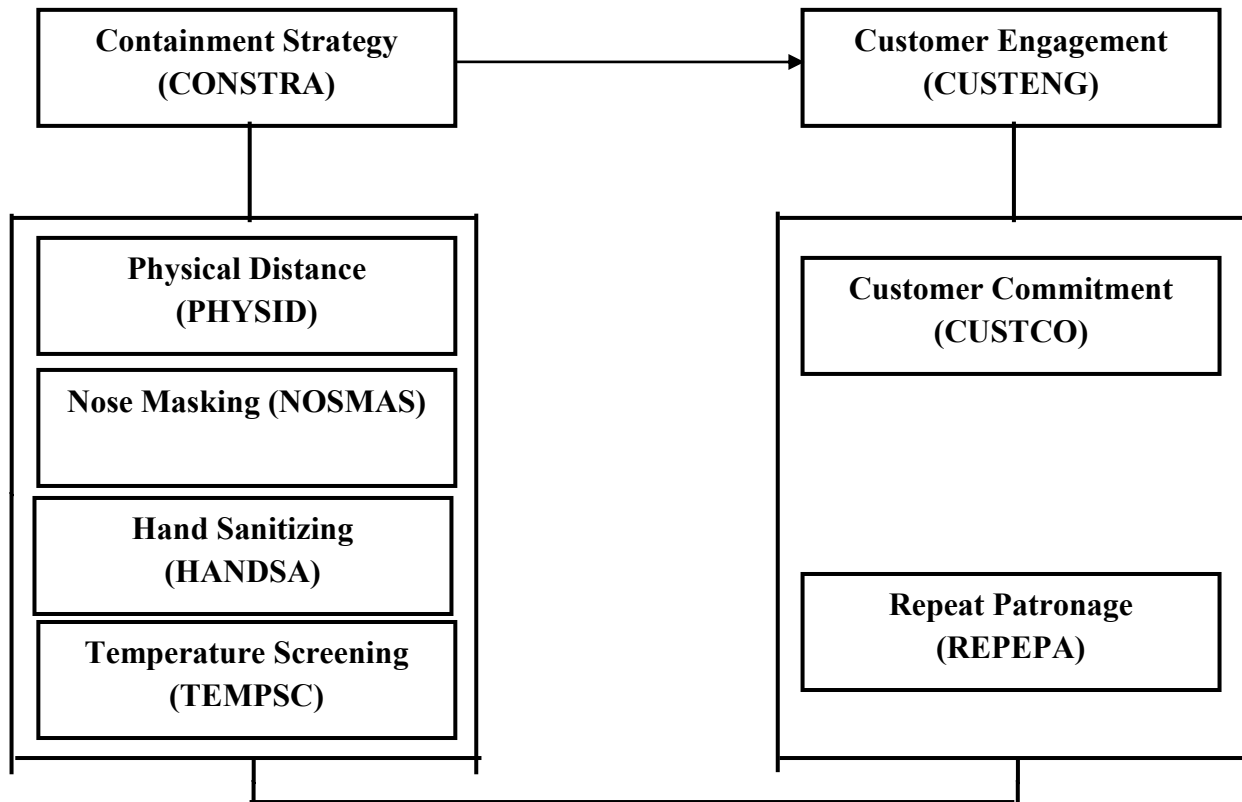 Containment Strategy
(CONSTRA)
Customer Engagement
(CUSTENG)
Physical Distance
(PHYSID)
Nose Masking (NOSMAS)
Hand Sanitizing
(HANDSA)
Temperature Screening
(TEMPSC)
Customer Commitment
(CUSTCO)
Repeat Patronage
(REPEPA)